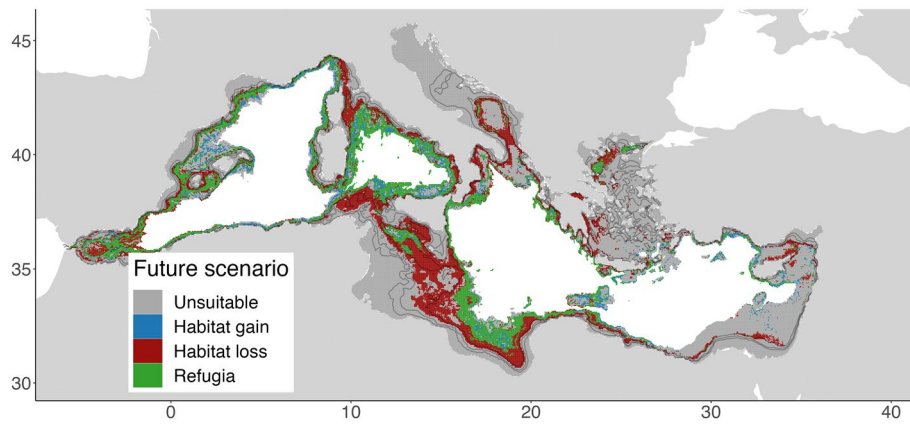 45
40
35
30
Future scenario
Unsuitable
Habitat gain
Habitat loss
Refugia
0 10 20 30 40